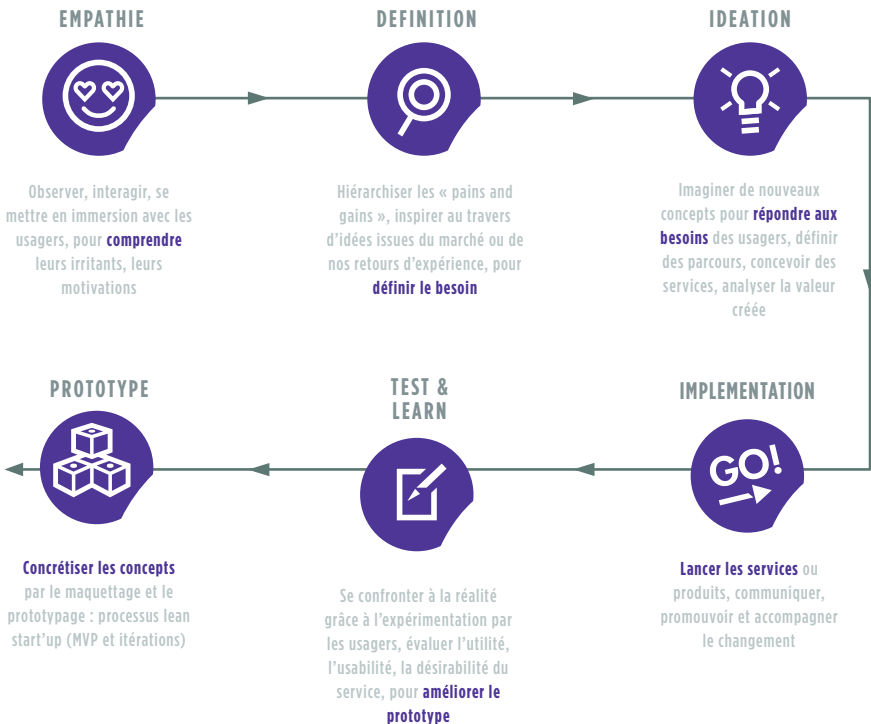 EMPATHIE
Observer, interagir, se
mettre en immersion avec les
usagers, pour comprendre
leurs irritants, leurs
motivations
DEFINITION
Hiérarchiser les « pains and
gains », inspirer au travers
d'idées issues du marché ou de
nos retours d'expérience, pour
définir le besoin
IDEATION
Imaginer de nouveaux
concepts pour répondre aux
besoins des usagers, définir
des parcours, concevoir des
services, analyser la valeur
créée
PROTOTYPE
Concrétiser les concepts
par le maquettage et le
prototypage : processus lean
start'up (MVP et itérations)
TEST &
LEARN
Se confronter à la réalité
grâce à l'expérimentation par
les usagers, évaluer l'utilité,
l'usabilité, la désirabilité du
service, pour améliorer le
prototype
IMPLEMENTATION
GO!
Lancer les services ou
produits, communiquer,
promouvoir et accompagner
le changement